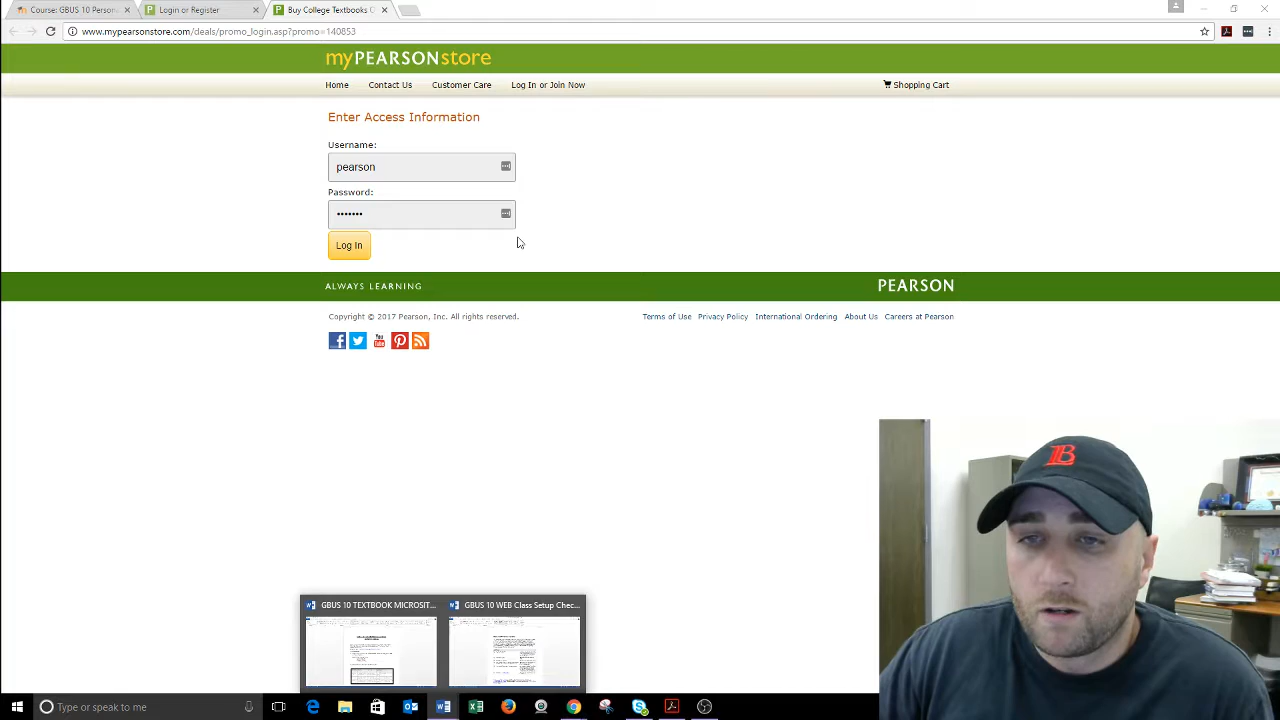 Course: GBUS 10 Person
Login or Register
Buy College Textbooks O
www.mypearsonstore.com/deals/promo_login.asp?promo=140853
myPEARSONstore
Home
Contact Us
Customer Care
Log In or Join Now
Shopping Cart
Enter Access Information
Username:
pearson
Password:
•••••••
Log In
ALWAYS LEARNING
PEARSON
Copyright © 2017 Pearson, Inc. All rights reserved.
Terms of Use
Privacy Policy
International Ordering
About Us
Careers at Pearson
You Tube
B
GBUS 10 TEXTBOOK MICROSIT...
GBUS 10 WEB Class Setup Chec...
Type or speak to me